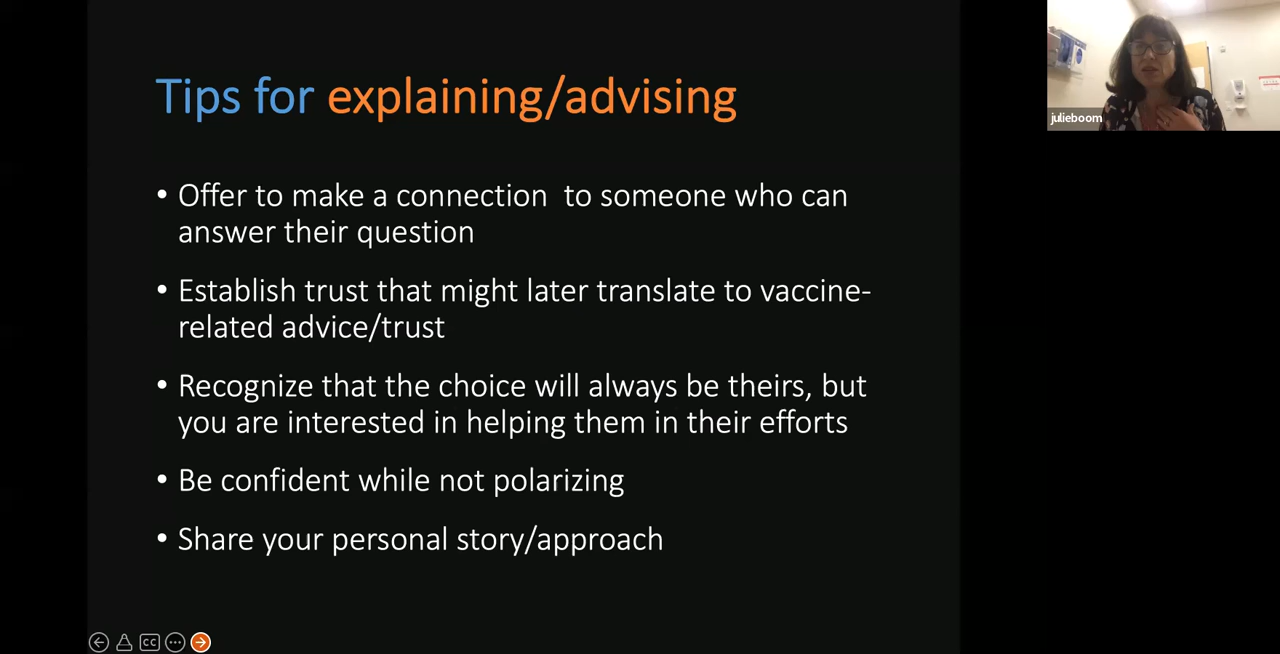 Tips for explaining/advising
• Offer to make a connection  to someone who can
answer their question
• Establish trust that might later translate to vaccine-
related advice/trust
• Recognize that the choice will always be theirs, but
you are interested in helping them in their efforts
• Be confident while not polarizing
• Share your personal story/approach
julieboom
CC